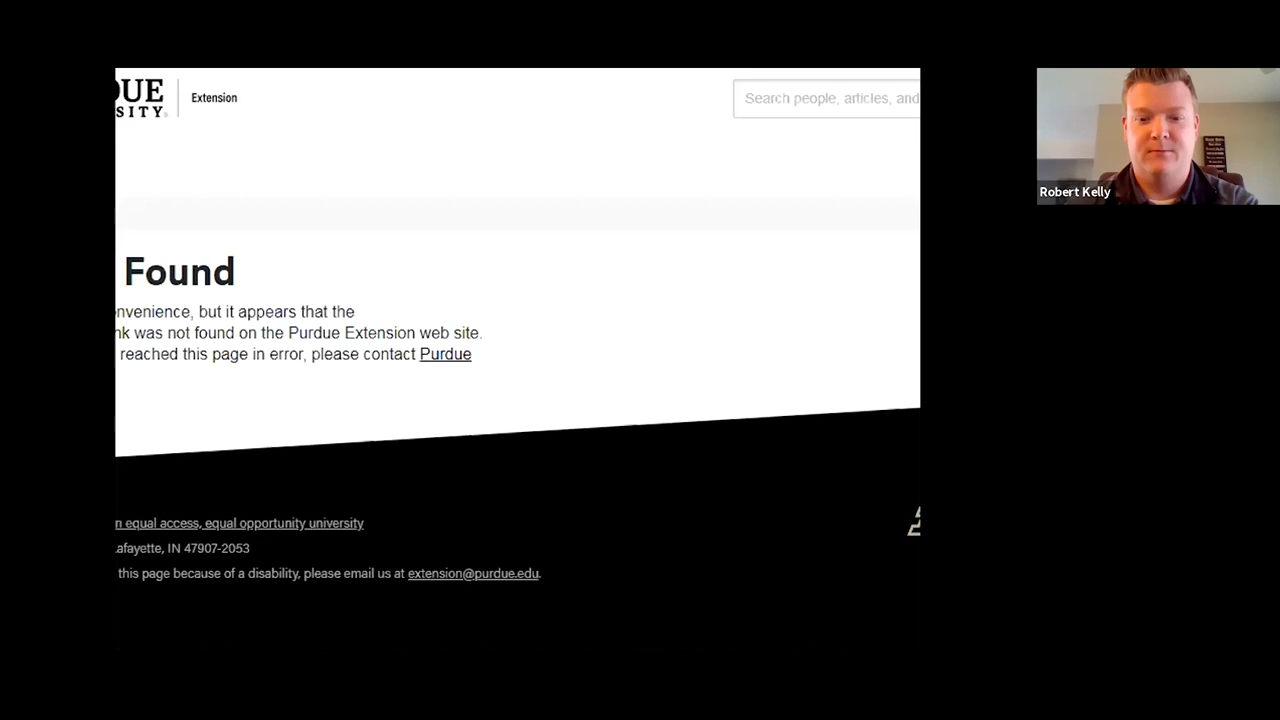 DUE
SITY
Extension
Search people, articles, and
Found
nvenience, but it appears that the
nk was not found on the Purdue Extension web site.
reached this page in error, please contact Purdue
n equal access, equal opportunity university
afayette, IN 47907-2053
this page because of a disability, please email us at extension@purdue.edu.
Robert Kelly